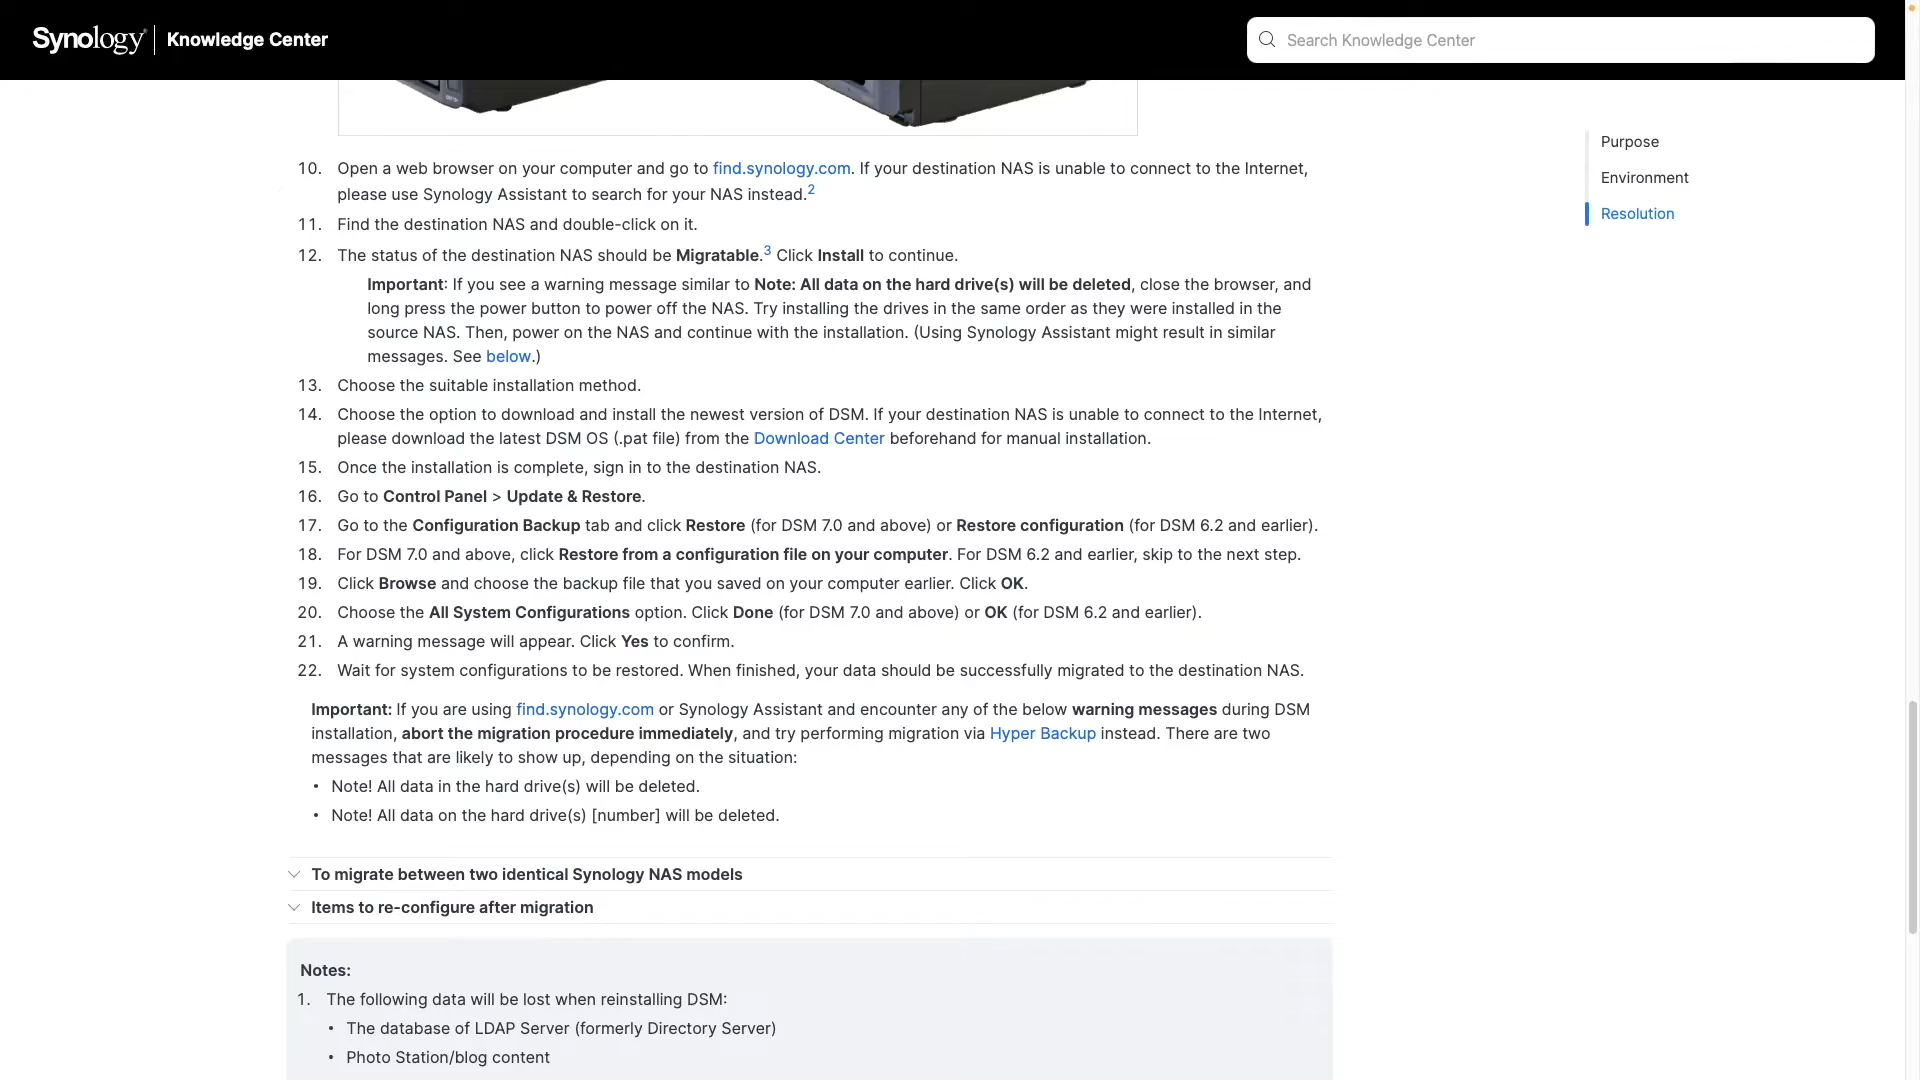 Synology Knowledge Center
Search Knowledge Center
Purpose
Environment
Resolution
10. Open a web browser on your computer and go to find.synology.com. If your destination NAS is unable to connect to the Internet,
please use Synology Assistant to search for your NAS instead.2
11. Find the destination NAS and double-click on it.
12. The status of the destination NAS should be Migratable.3 Click Install to continue.
Important: If you see a warning message similar to Note: All data on the hard drive(s) will be deleted, close the browser, and
long press the power button to power off the NAS. Try installing the drives in the same order as they were installed in the
source NAS. Then, power on the NAS and continue with the installation. (Using Synology Assistant might result in similar
messages. See below.)
13. Choose the suitable installation method.
14. Choose the option to download and install the newest version of DSM. If your destination NAS is unable to connect to the Internet,
please download the latest DSM OS (.pat file) from the Download Center beforehand for manual installation.
15. Once the installation is complete, sign in to the destination NAS.
16. Go to Control Panel > Update & Restore.
17. Go to the Configuration Backup tab and click Restore (for DSM 7.0 and above) or Restore configuration (for DSM 6.2 and earlier).
18. For DSM 7.0 and above, click Restore from a configuration file on your computer. For DSM 6.2 and earlier, skip to the next step.
19. Click Browse and choose the backup file that you saved on your computer earlier. Click OK.
20. Choose the All System Configurations option. Click Done (for DSM 7.0 and above) or OK (for DSM 6.2 and earlier).
21. A warning message will appear. Click Yes to confirm.
22. Wait for system configurations to be restored. When finished, your data should be successfully migrated to the destination NAS.
Important: If you are using find.synology.com or Synology Assistant and encounter any of the below warning messages during DSM
installation, abort the migration procedure immediately, and try performing migration via Hyper Backup instead. There are two
messages that are likely to show up, depending on the situation:
• Note! All data in the hard drive(s) will be deleted.
• Note! All data on the hard drive(s) [number] will be deleted.
To migrate between two identical Synology NAS models
Items to re-configure after migration
Notes:
1. The following data will be lost when reinstalling DSM:
• The database of LDAP Server (formerly Directory Server)
• Photo Station/blog content